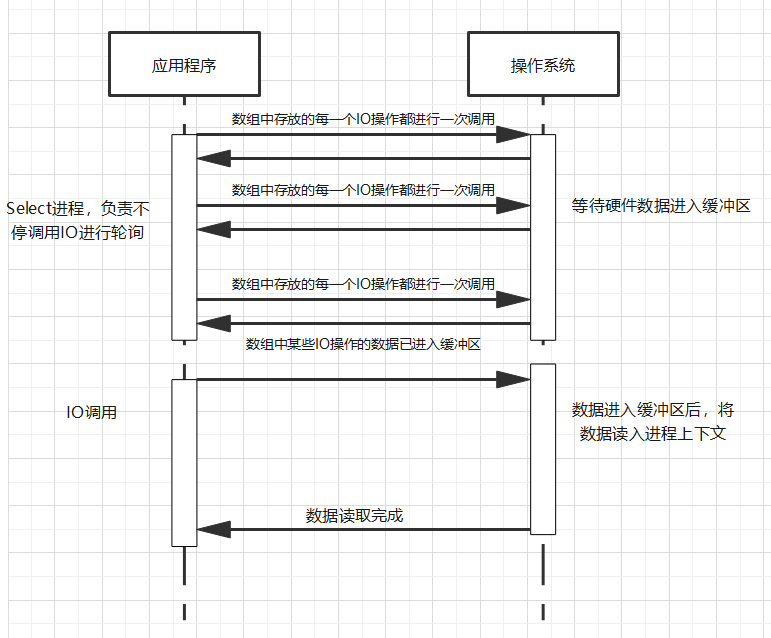 应用程序
操作系统
数组中存放的每一个IO操作都进行一次调用
数组中存放的每一个IO操作都进行一次调用
Select进程，负责不
停调用IO进行轮询
等待硬件数据进入缓冲区
数组中存放的每一个IO操作都进行一次调用
数组中某些IO操作的数据已进入缓冲区
IO调用
数据进入缓冲区后，将
数据读入进程上下文
数据读取完成